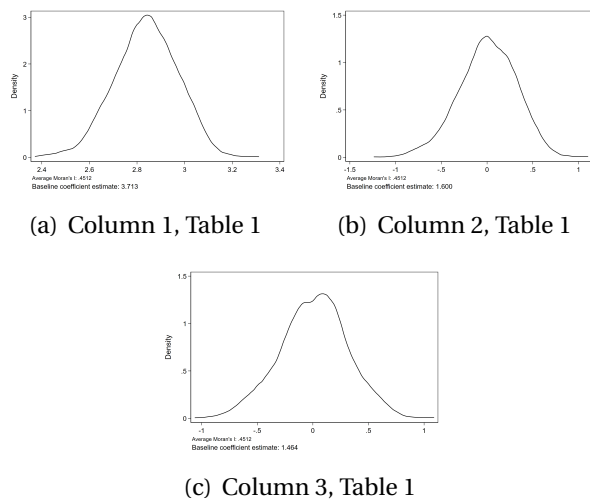 3
2
1
0
Density
2.4 2.6 2.8 3 3.2 3.4
Average Moran's I: .4512
Baseline coefficient estimate: 3.713
(a) Column 1, Table 1
1.5
1
.5
0
Density
-1.5 -1 -.5 0 .5 1
Average Moran's I: .4512
Baseline coefficient estimate: 1.600
(b) Column 2, Table 1
1.5
1
.5
0
Density
-1 -.5 0 .5 1
Average Moran's I: .4512
Baseline coefficient estimate: 1.464
(c) Column 3, Table 1